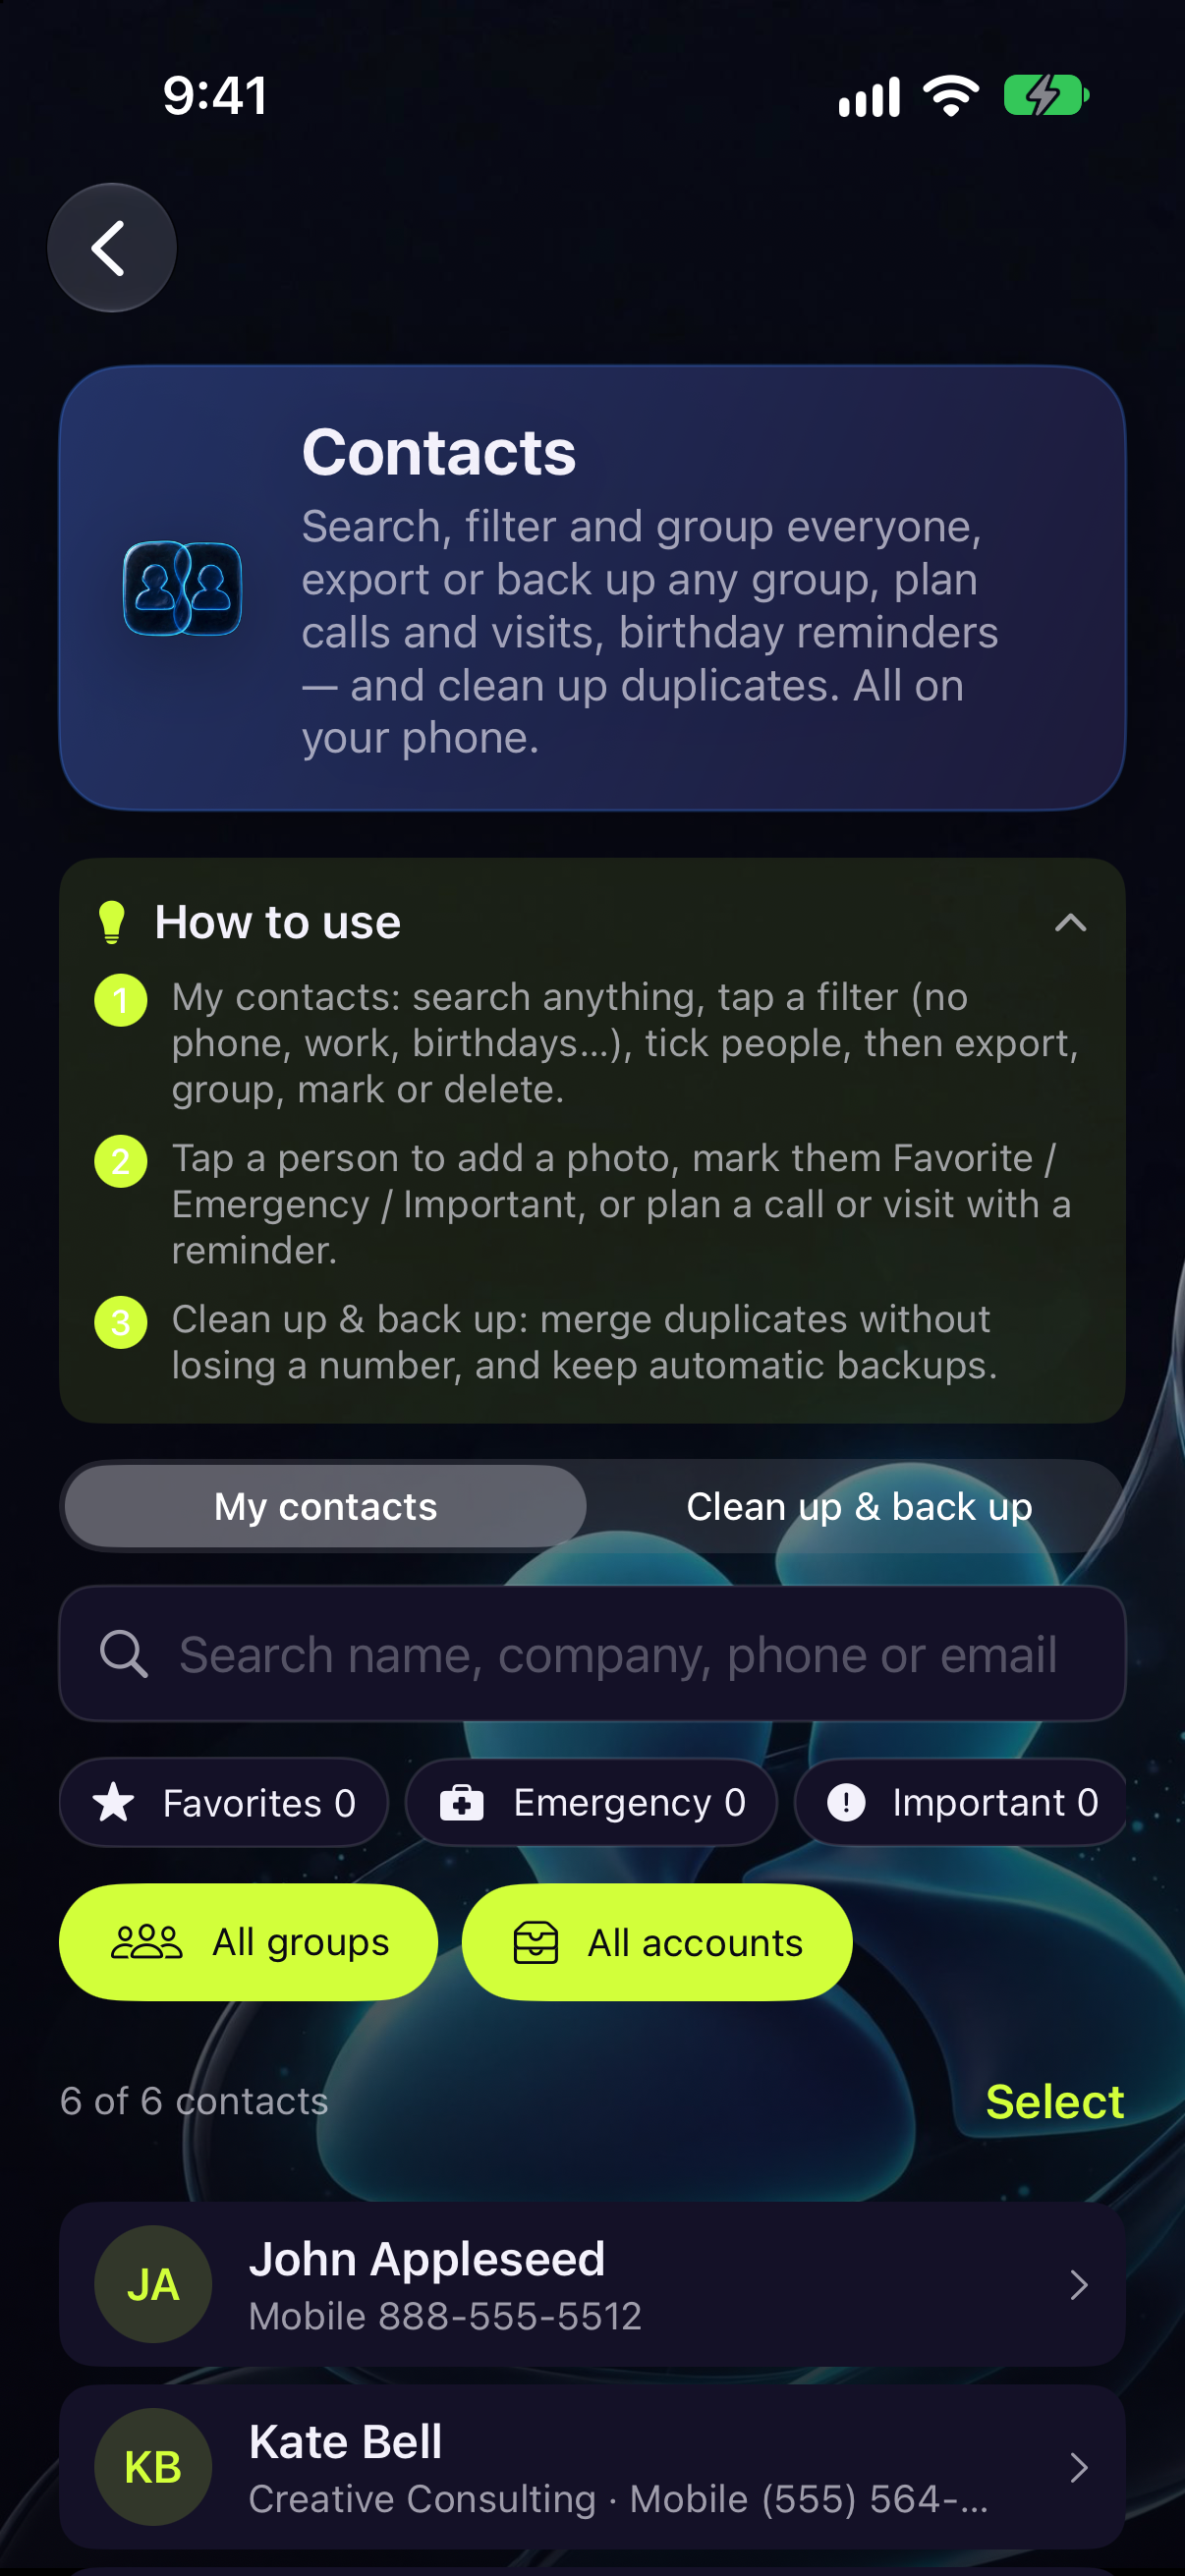 9:41
Contacts
Search, filter and group everyone,
export or back up any group, plan
calls and visits, birthday reminders
— and clean up duplicates. All on
your phone.
How to use
1 My contacts: search anything, tap a filter (no
phone, work, birthdays...), tick people, then export,
group, mark or delete.
2 Tap a person to add a photo, mark them Favorite /
Emergency / Important, or plan a call or visit with a
reminder.
3 Clean up & back up: merge duplicates without
losing a number, and keep automatic backups.
My contacts Clean up & back up
Search name, company, phone or email
Favorites 0 Emergency 0 Important 0
All groups All accounts
6 of 6 contacts Select
JA John Appleseed
Mobile 888-555-5512
KB Kate Bell
Creative Consulting · Mobile (555) 564-...